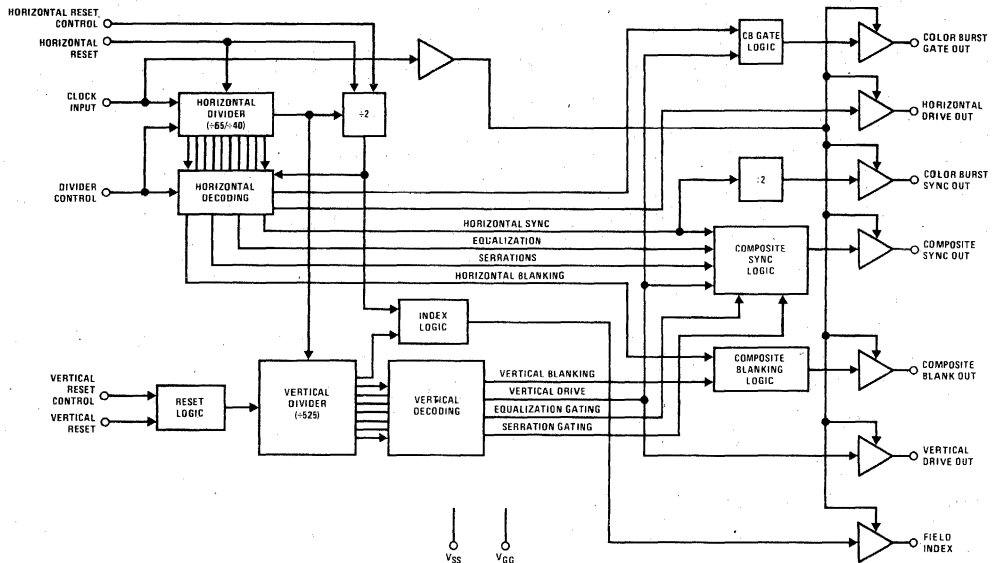 HORIZONTAL RESET
CONTROL
HORIZONTAL
RESET
CLOCK
INPUT
DIVIDER
CONTROL
HORIZONTAL
DIVIDER
(÷65/÷40)
÷2
HORIZONTAL
DECODING
CB GATE
LOGIC
COLOR BURST
GATE OUT
HORIZONTAL
DRIVE OUT
÷2
COLOR BURST
SYNC OUT
HORIZONTAL SYNC
EQUALIZATION
SERRATIONS
HORIZONTAL BLANKING
COMPOSITE
SYNC
LOGIC
COMPOSITE
SYNC OUT
INDEX
LOGIC
VERTICAL
RESET
CONTROL
VERTICAL
RESET
RESET
LOGIC
VERTICAL
DIVIDER
(÷525)
VERTICAL
DECODING
VERTICAL BLANKING
VERTICAL DRIVE
EQUALIZATION GATING
SERRATION GATING
COMPOSITE
BLANKING
LOGIC
COMPOSITE
BLANK OUT
VERTICAL
DRIVE OUT
FIELD
INDEX
VSS
VGG